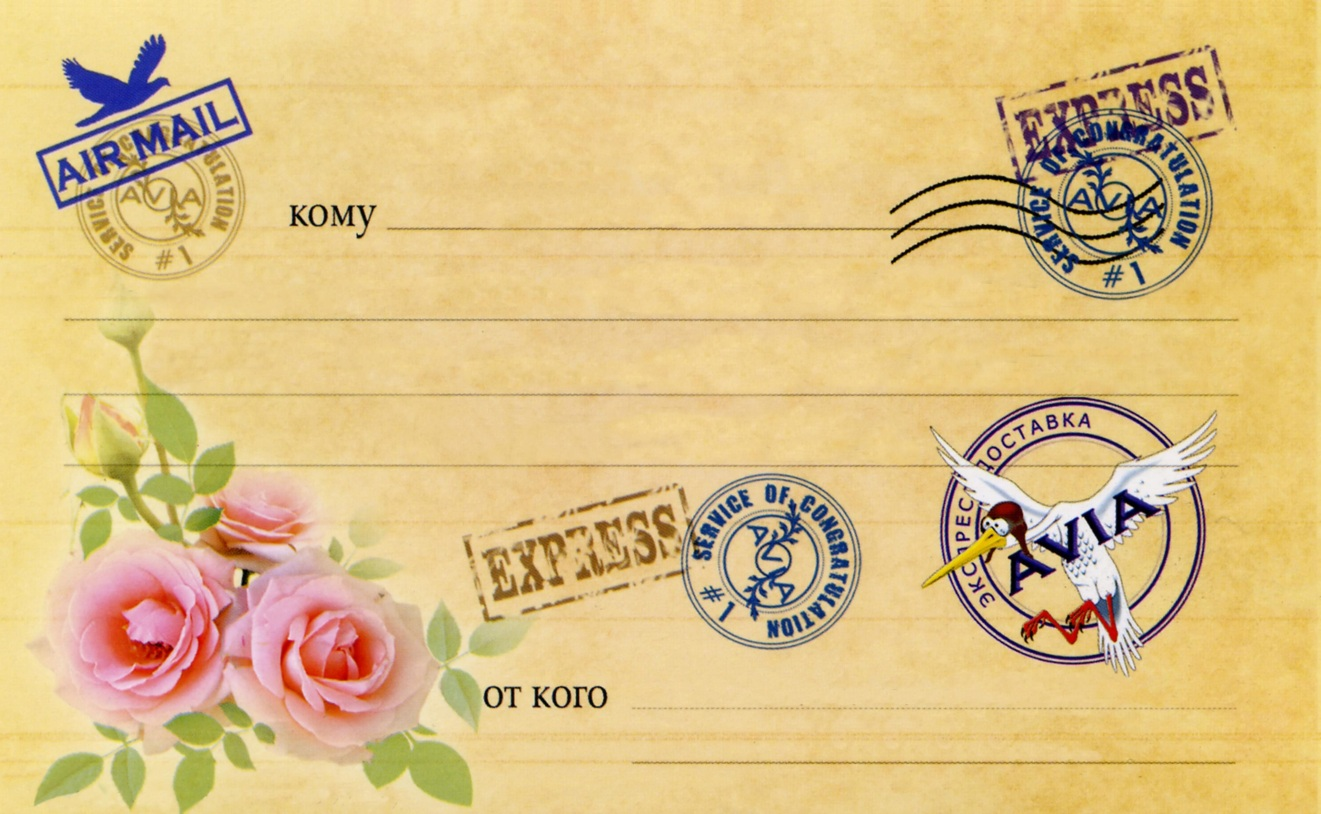 AIR MAIL
SERVICE OF CONGRATULATION
AVIA
#1
EXPRESS
SERVICE OF CONGRATULATION
AVIA
#1
кому
ЭКСПРЕСС ДОСТАВКА
AVIA
EXPRESS
SERVICE OF CONGRATULATION
AVIA
#1
от кого